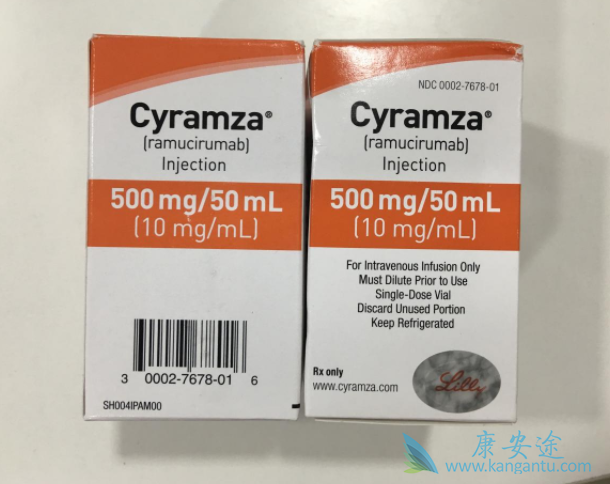 Cyramza®
(ramucirumab)
Injection
500 mg/50 mL
(10 mg/mL)
3 0002-7678-01 6
SH004IPAM00
NDC 0002-7678-01
Cyramza®
(ramucirumab)
Injection
500 mg/50 mL
(10 mg/mL)
For Intravenous Infusion Only
Must Dilute Prior to Use
Single-Dose Vial
Discard Unused Portion
Keep Refrigerated
Rx only
www.cyramza.com
Lilly
康安途
www.kangantu.com